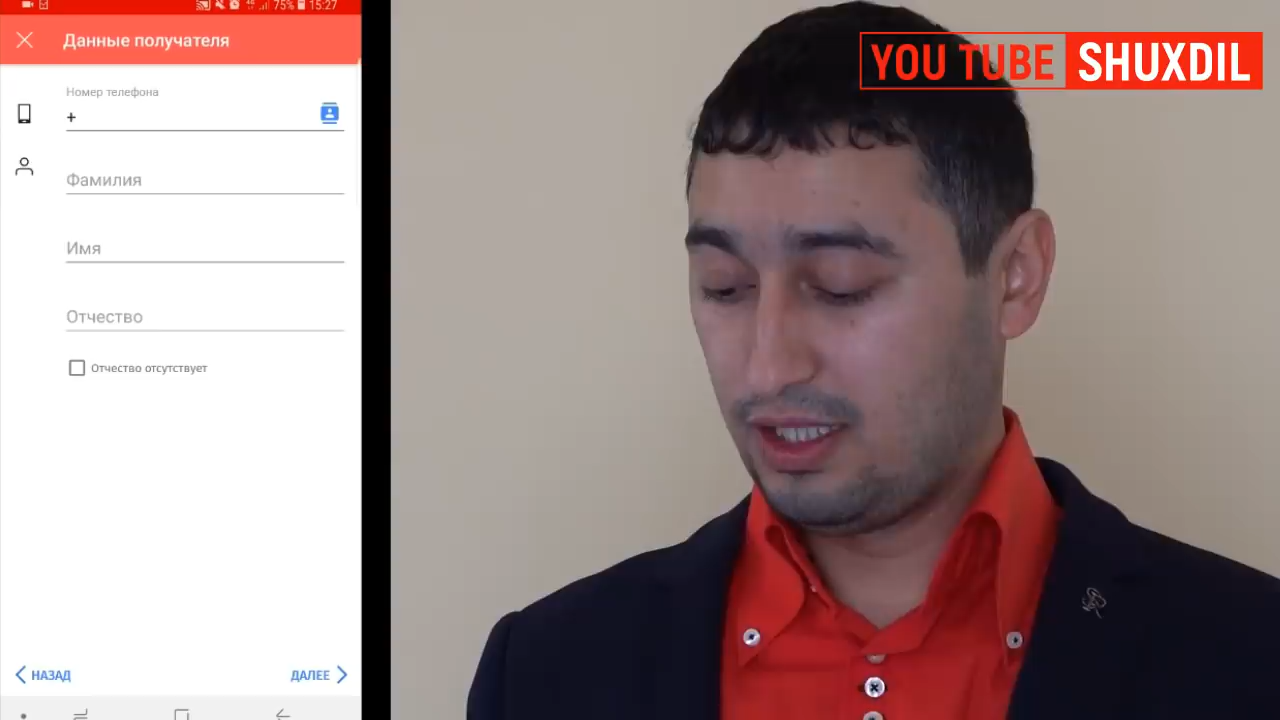 75% 15:27
Данные получателя
Номер телефона
+
Фамилия
Имя
Отчество
Отчество отсутствует
НАЗАД
ДАЛЕЕ
YOU TUBE SHUXDIL